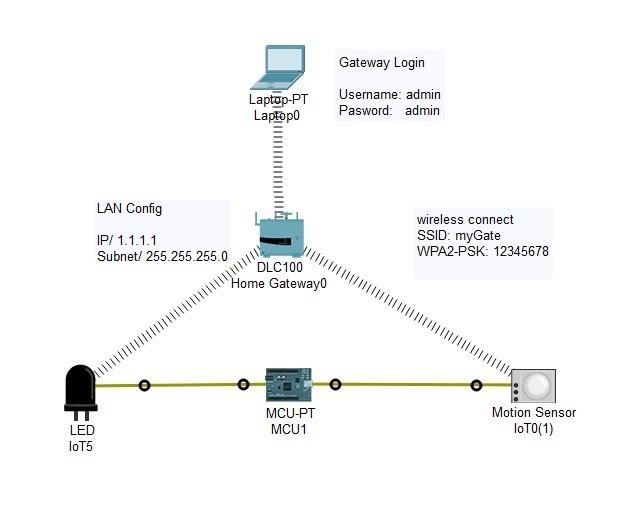 Gateway Login
Username: admin
Pasword: admin
Laptop-PT
Laptop0
LAN Config
IP/ 1.1.1.1
Subnet/ 255.255.255.0
wireless connect
SSID: myGate
WPA2-PSK: 12345678
DLC100
Home Gateway0
MCU-PT
MCU1
Motion Sensor
IoT0(1)
LED
IoT5